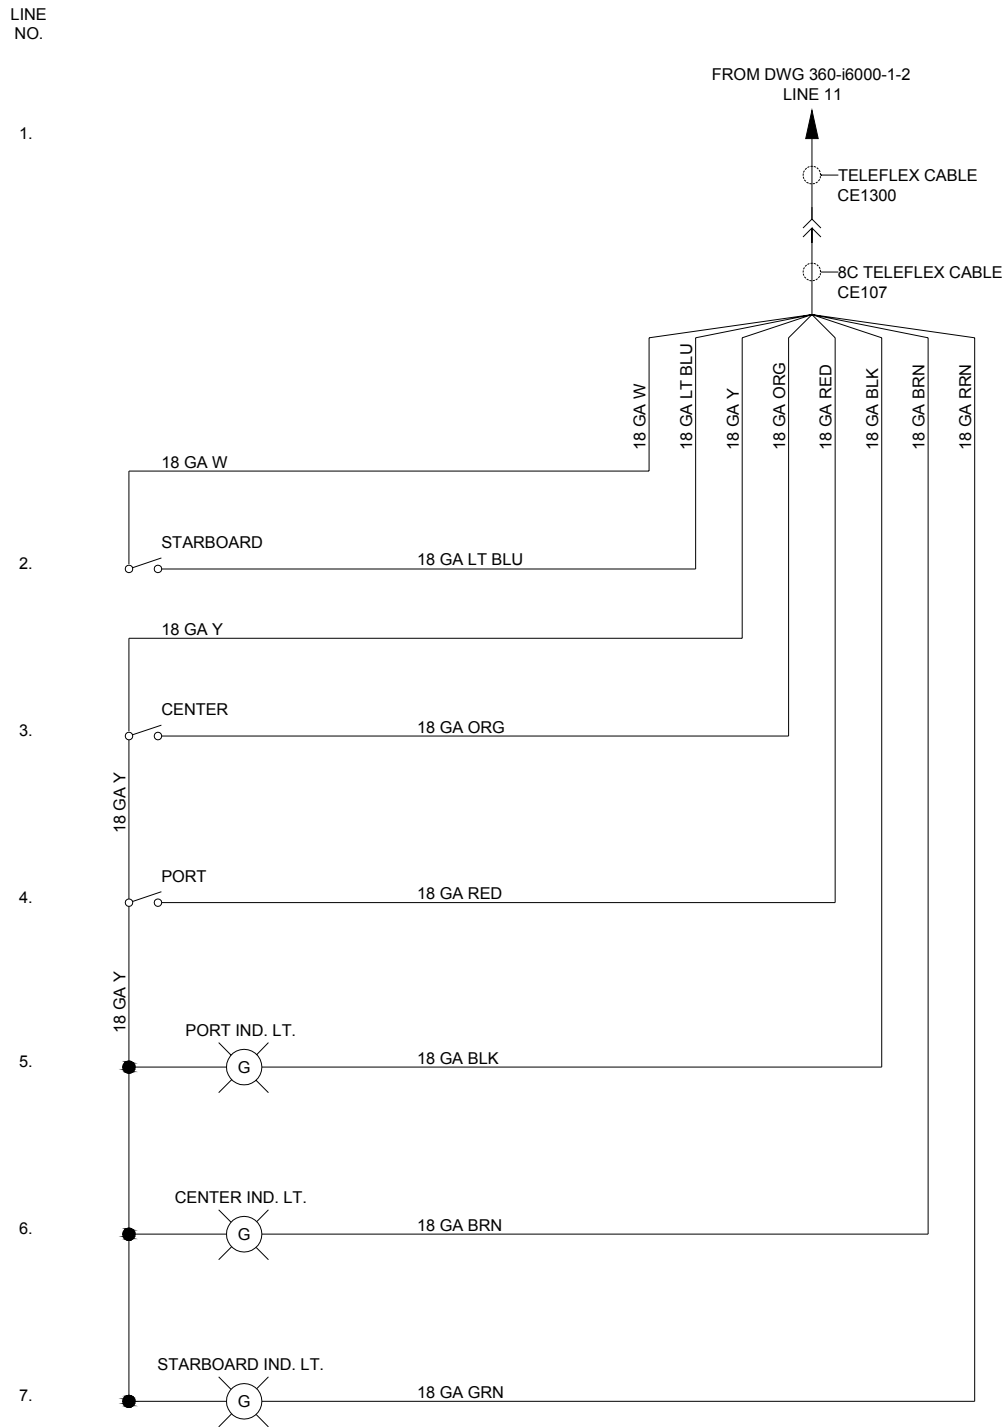 LINE
NO.
FROM DWG 360-i6000-1-2
LINE 11
1.
TELEFLEX CABLE
CE1300
8C TELEFLEX CABLE
CE107
18 GA W
18 GA LT BLU
18 GA Y
18 GA ORG
18 GA RED
18 GA BLK
18 GA BRN
18 GA RRN
18 GA W
STARBOARD
2.
18 GA LT BLU
18 GA Y
CENTER
3.
18 GA ORG
18 GA Y
PORT
4.
18 GA RED
18 GA Y
PORT IND. LT.
5.
G
18 GA BLK
CENTER IND. LT.
6.
G
18 GA BRN
STARBOARD IND. LT.
7.
G
18 GA GRN